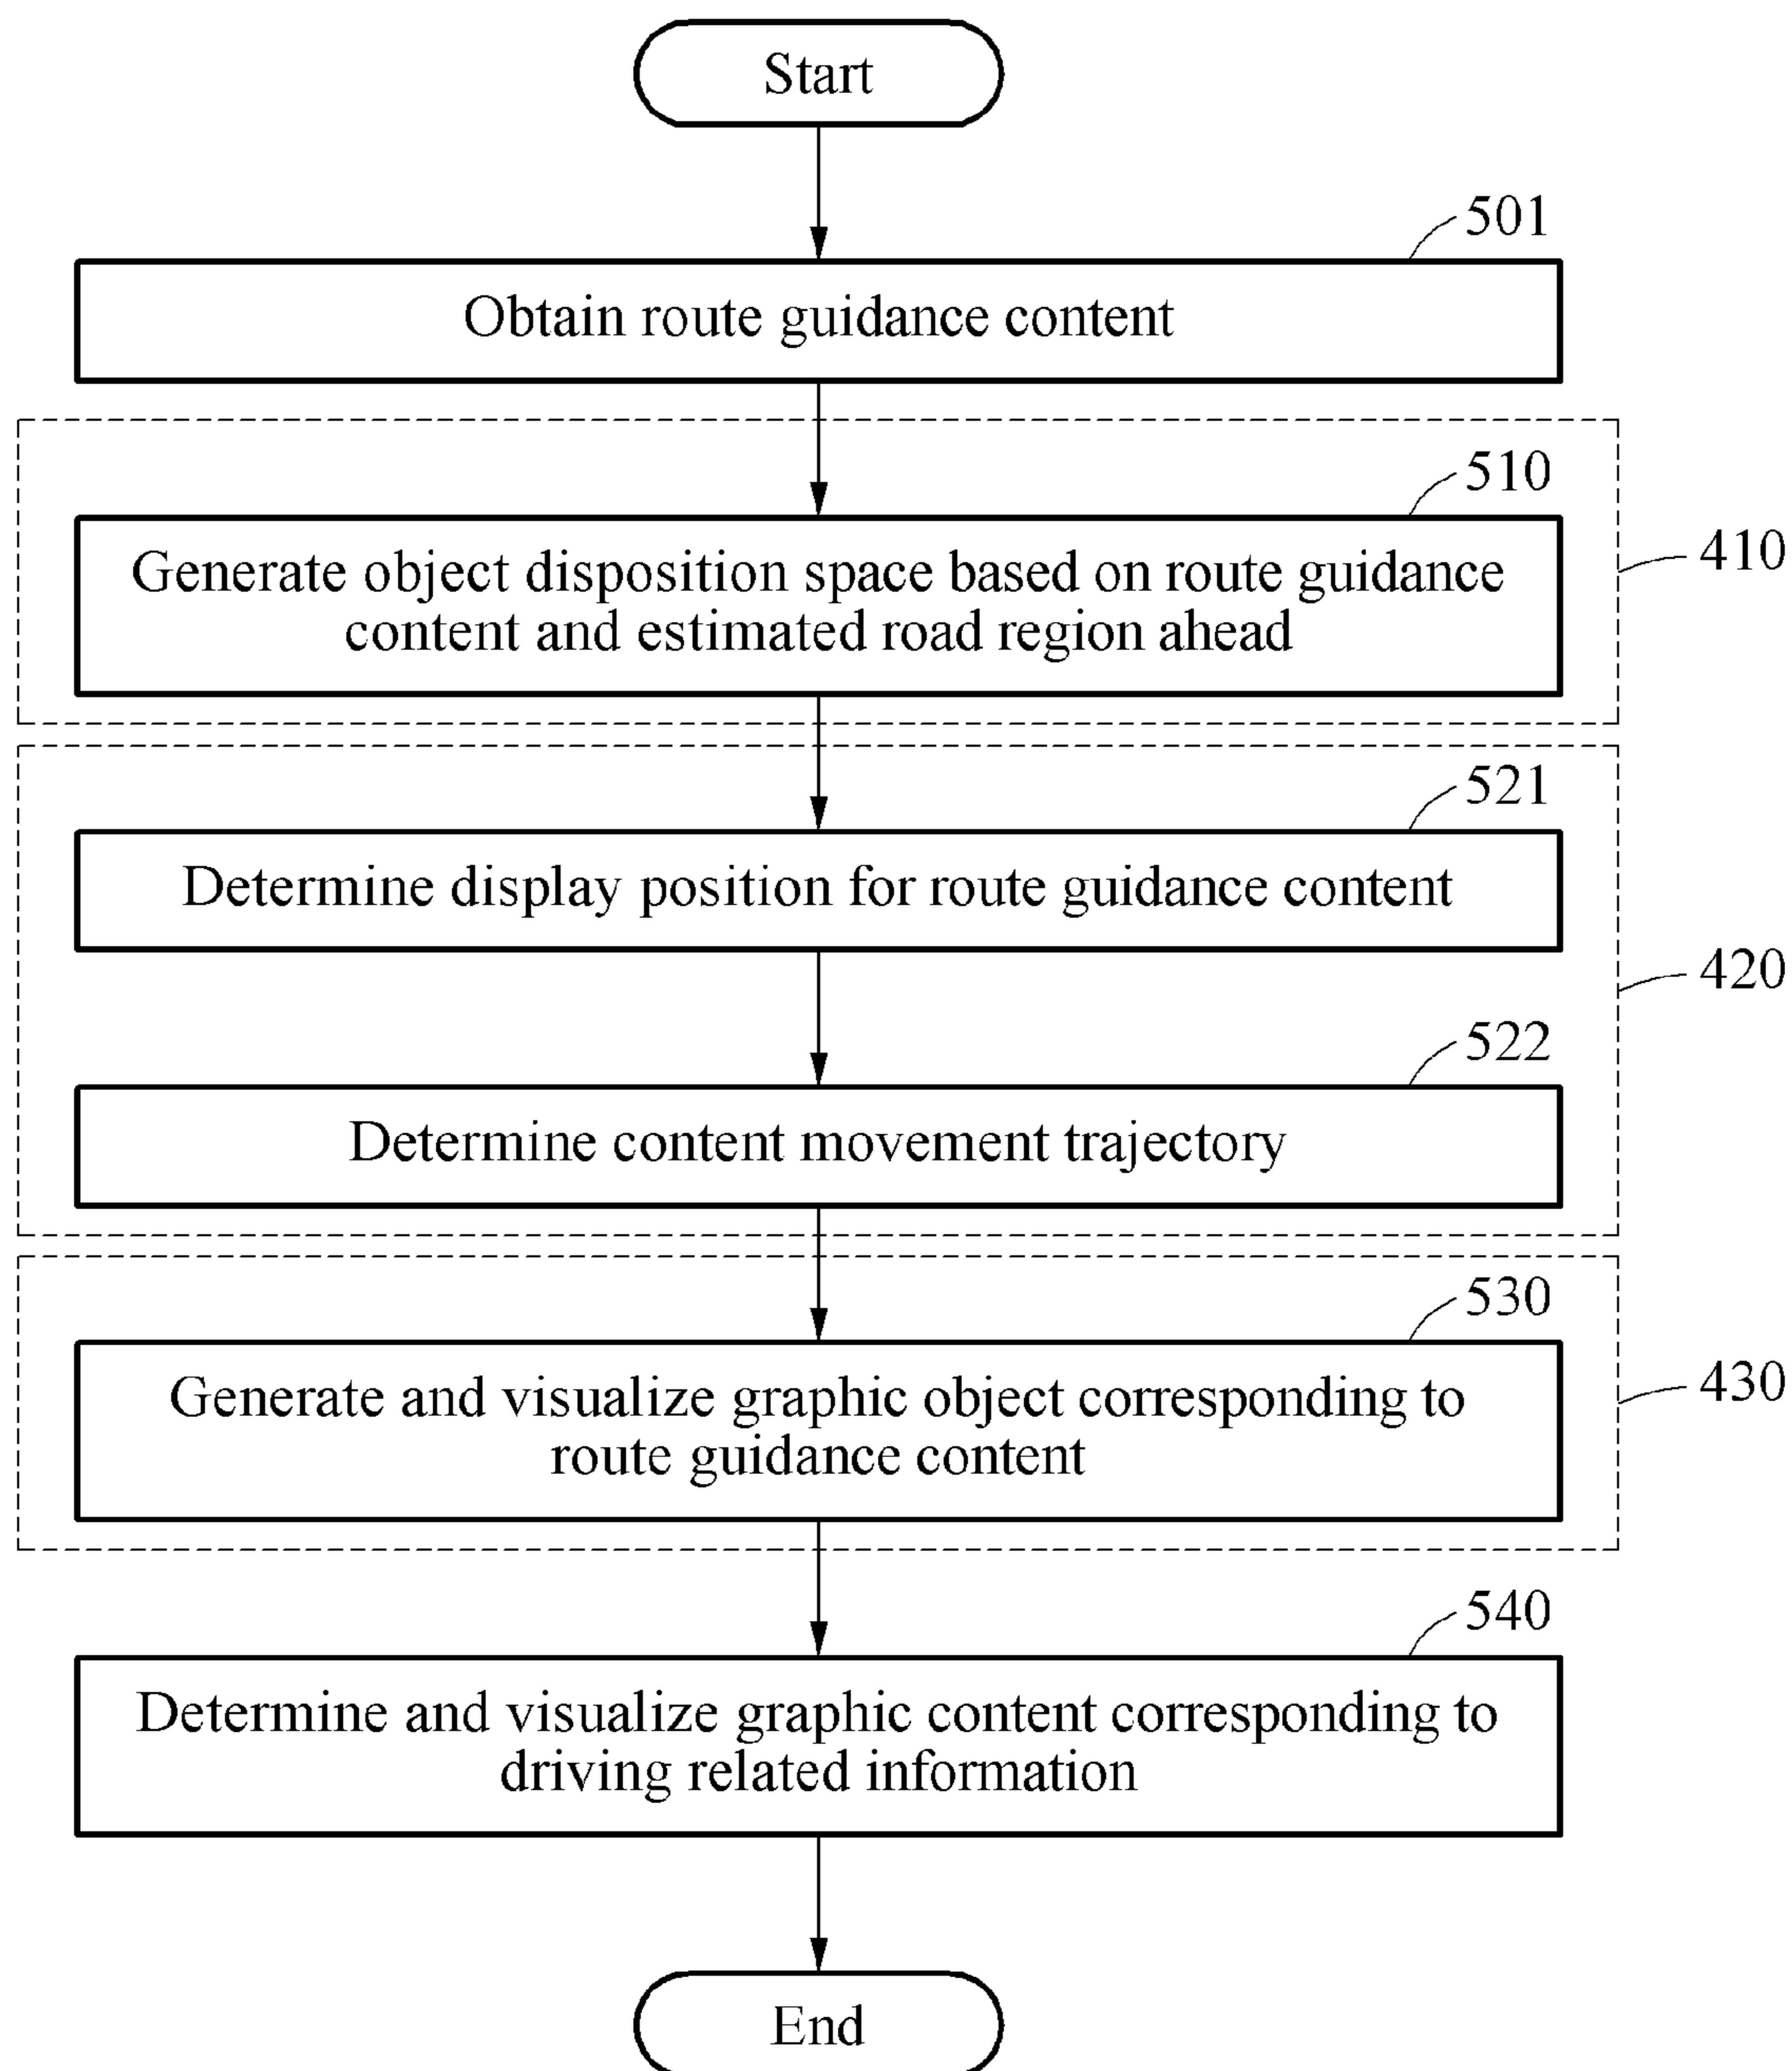 Start
501
Obtain route guidance content
510
Generate object disposition space based on route guidance
content and estimated road region ahead
410
521
Determine display position for route guidance content
420
522
Determine content movement trajectory
530
Generate and visualize graphic object corresponding to
route guidance content
430
540
Determine and visualize graphic content corresponding to
driving related information
End